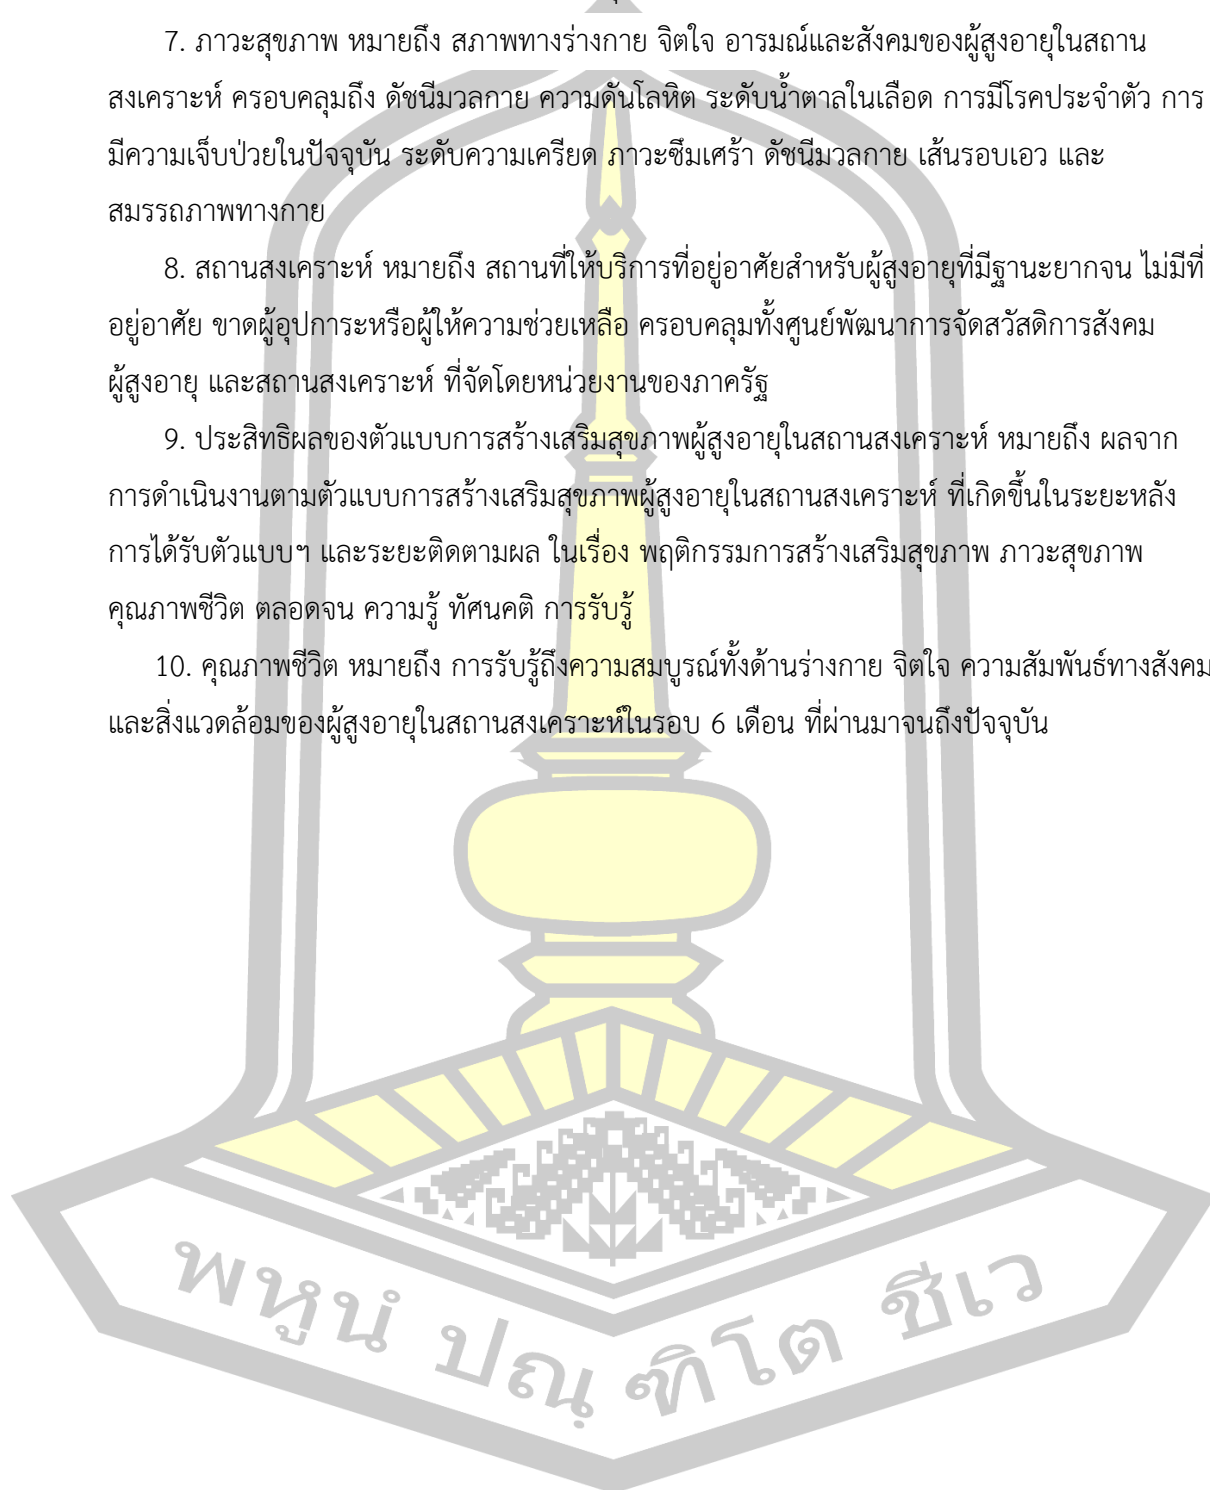 7. ภาวะสุขภาพ หมายถึง สภาพทางร่างกาย จิตใจ อารมณ์และสังคมของผู้สูงอายุในสถาน
สงเคราะห์ ครอบคลุมถึง ดัชนีมวลกาย ความดันโลหิต ระดับน้ำตาลในเลือด การมีโรคประจำตัว การ
มีความเจ็บป่วยในปัจจุบัน ระดับความเครียด ภาวะซึมเศร้า ดัชนีมวลกาย เส้นรอบเอว และ
สมรรถภาพทางกาย
8. สถานสงเคราะห์ หมายถึง สถานที่ให้บริการที่อยู่อาศัยสำหรับผู้สูงอายุที่มีฐานะยากจน ไม่มีที่
อยู่อาศัย ขาดผู้อุปการะหรือผู้ให้ความช่วยเหลือ ครอบคลุมทั้งศูนย์พัฒนาการจัดสวัสดิการสังคม
ผู้สูงอายุ และสถานสงเคราะห์ ที่จัดโดยหน่วยงานของภาครัฐ
9. ประสิทธิผลของตัวแบบการสร้างเสริมสุขภาพผู้สูงอายุในสถานสงเคราะห์ หมายถึง ผลจาก
การดำเนินงานตามตัวแบบการสร้างเสริมสุขภาพผู้สูงอายุในสถานสงเคราะห์ ที่เกิดขึ้นในระยะหลัง
การได้รับตัวแบบฯ และระยะติดตามผล ในเรื่อง พฤติกรรมการสร้างเสริมสุขภาพ ภาวะสุขภาพ
คุณภาพชีวิต ตลอดจน ความรู้ ทัศนคติ การรับรู้
10. คุณภาพชีวิต หมายถึง การรับรู้ถึงความสมบูรณ์ทั้งด้านร่างกาย จิตใจ ความสัมพันธ์ทางสังคม
และสิ่งแวดล้อมของผู้สูงอายุในสถานสงเคราะห์ในรอบ 6 เดือน ที่ผ่านมาจนถึงปัจจุบัน
พหูนํ ปณฺฑิโต ชีเว